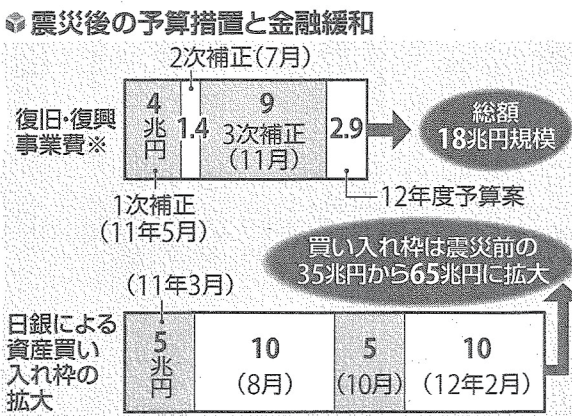 震災後の予算措置と金融緩和
2次補正(7月)
復旧・復興
事業費※
4
兆
円
1.4
9
3次補正
(11月)
2.9
総額
18兆円規模
1次補正
(11年5月)
12年度予算案
買い入れ枠は震災前の
35兆円から65兆円に拡大
(11年3月)
日銀による
資産買い
入れ枠の
拡大
5
兆
円
10
(8月)
5
(10月)
10
(12年2月)